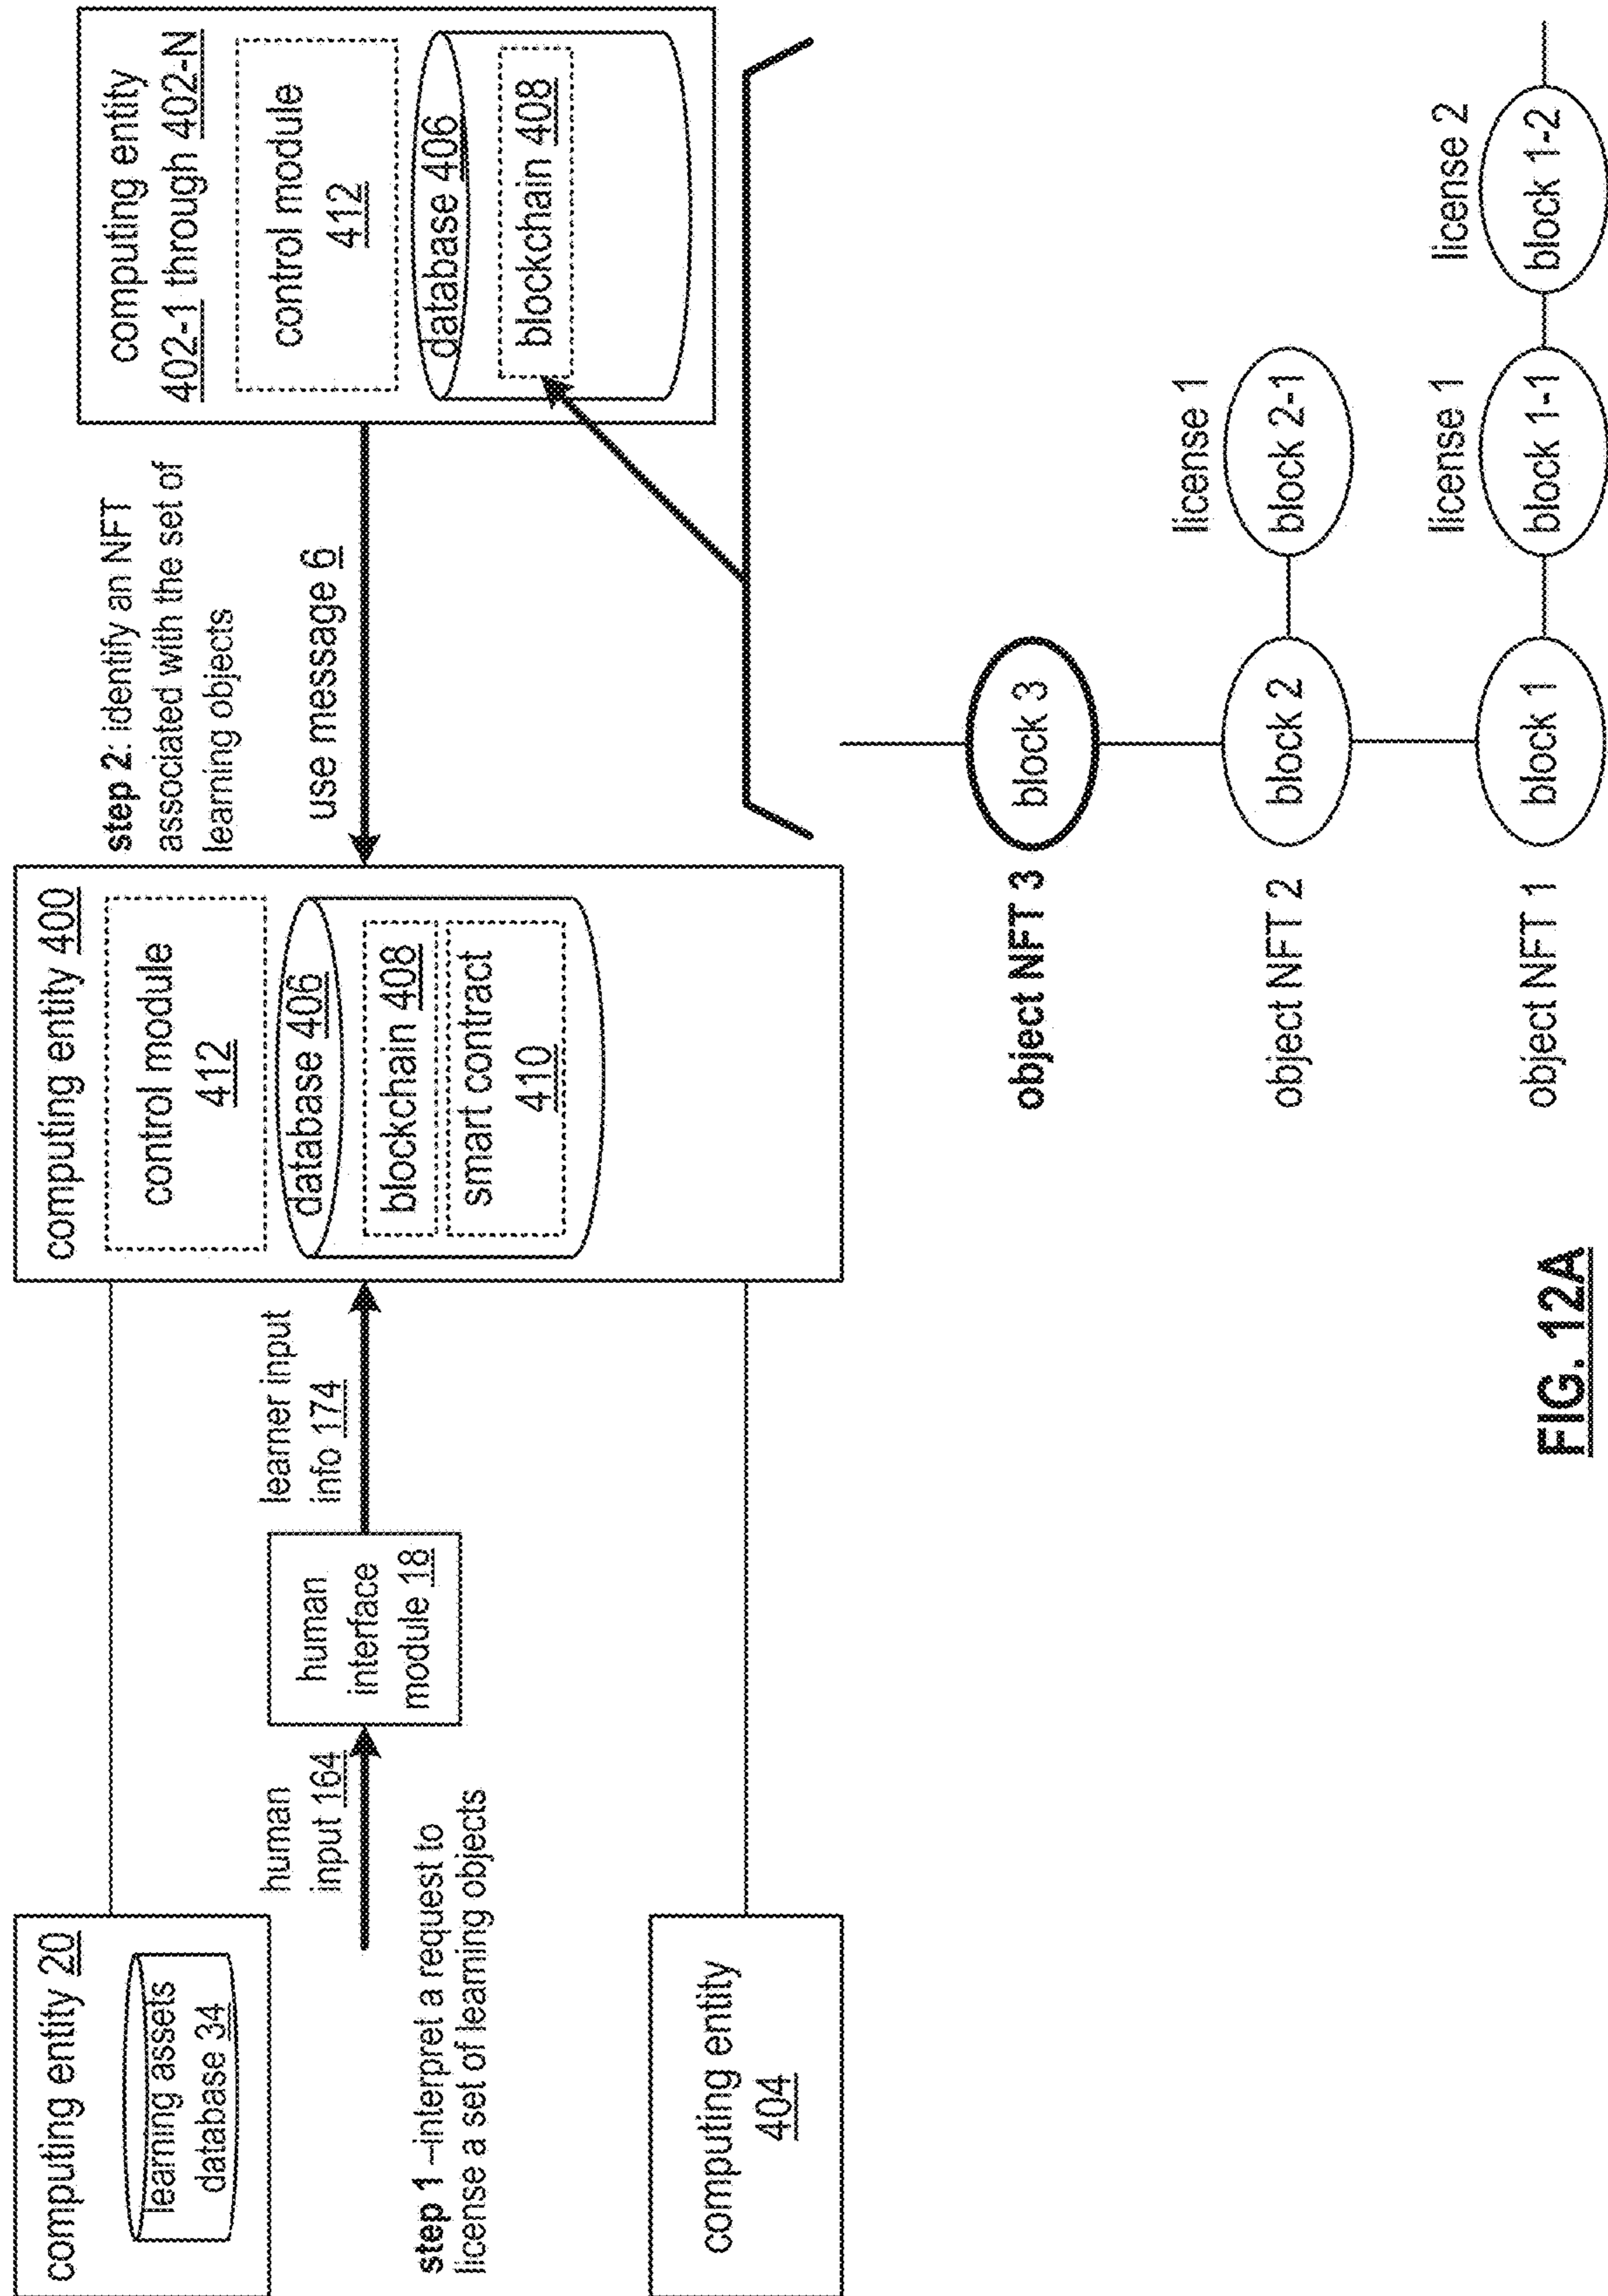 computing entity 20
learning assets
database 34
step 1 –interpret a request to
license a set of learning objects
computing entity
404
human
input 164
human
interface
module 18
learner input
info 174
computing entity 400
control module
412
database 406
blockchain 408
smart contract
410
step 2: identify an NFT
associated with the set of
learning objects
use message 6
computing entity
402-1 through 402-N
control module
412
database 406
blockchain 408
object NFT 3
block 3
object NFT 2
block 2
license 1
block 2-1
object NFT 1
block 1
license 1
block 1-1
license 2
block 1-2
FIG. 12A